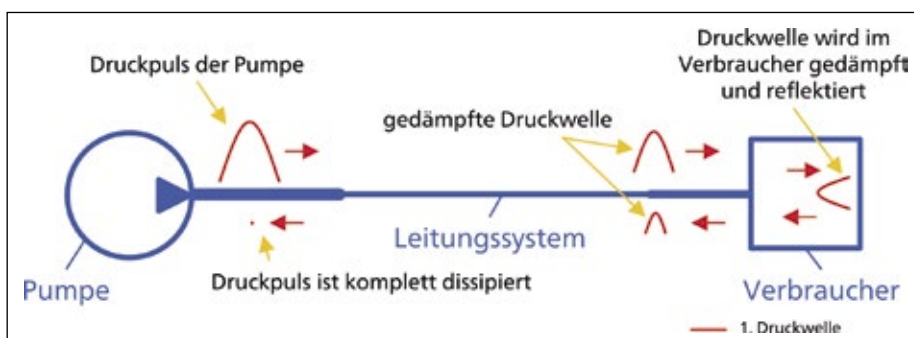 Druckpuls der Pumpe
Druckwelle wird im
Verbraucher gedämpft
und reflektiert
gedämpfte Druckwelle
Leitungssystem
Druckpuls ist komplett dissipiert
Pumpe
Verbraucher
1. Druckwelle